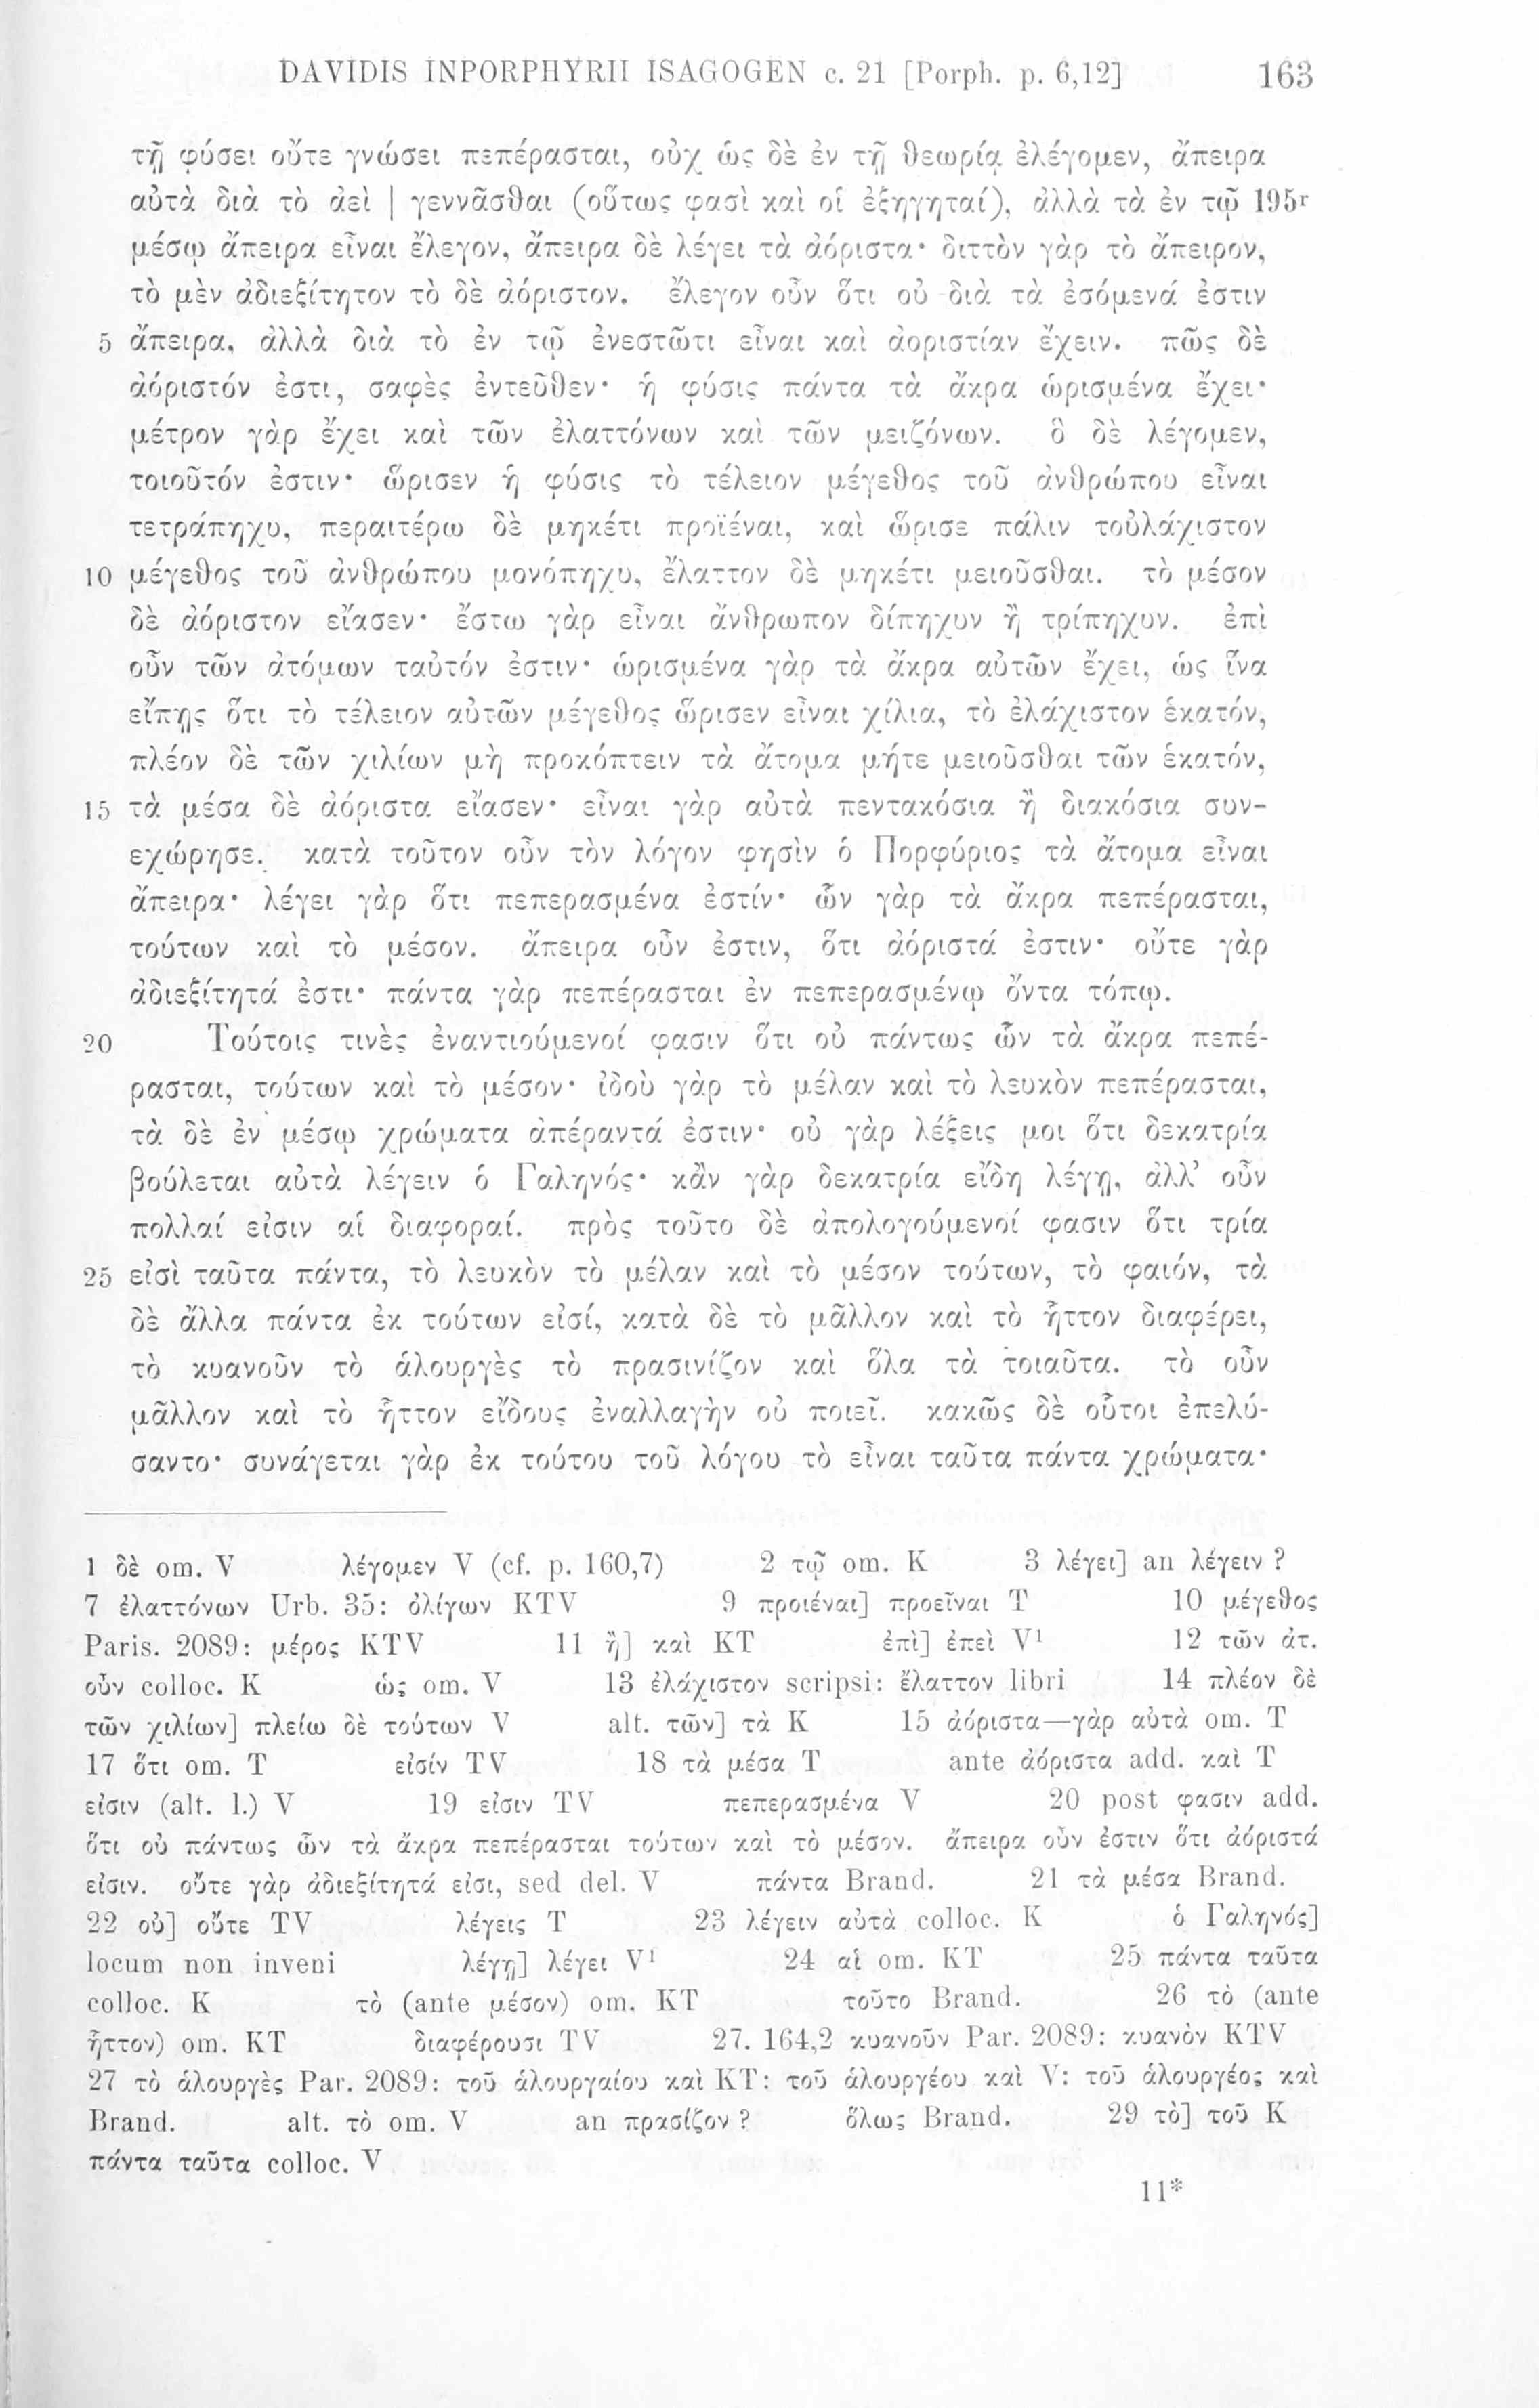 DAVIDIS INPORPHYRII ISAGOGEN c. 21 [Porph. p. 6,12] 163
τῇ φύσει οὔτε γνώσει πεπέρασται, οὐχ ὡς δὲ ἐν τῇ θεωρίᾳ ἐλέγομεν, ἄπειρα
αὐτὰ διὰ τὸ ἀεὶ | γεννᾶσθαι (οὕτως φασὶ καὶ οἱ ἐξηγηταί), ἀλλὰ τὰ ἐν τῷ 195r
μέσῳ ἄπειρα εἶναι ἔλεγον, ἄπειρα δὲ λέγει τὰ ἀόριστα· διττὸν γὰρ τὸ ἄπειρον,
τὸ μὲν ἀδιεξίτητον τὸ δὲ ἀόριστον. ἔλεγον οὖν ὅτι οὐ διὰ τὰ ἐσόμενά ἐστιν
5 ἄπειρα, ἀλλὰ διὰ τὸ ἐν τῷ ἐνεστῶτι εἶναι καὶ ἀοριστίαν ἔχειν. πῶς δὲ
ἀόριστόν ἐστι, σαφὲς ἐντεῦθεν· ἡ φύσις πάντα τὰ ἄκρα ὡρισμένα ἔχει·
μέτρον γὰρ ἔχει καὶ τῶν ἐλαττόνων καὶ τῶν μειζόνων. ὃ δὲ λέγομεν,
τοιοῦτόν ἐστιν· ὥρισεν ἡ φύσις τὸ τέλειον μέγεθος τοῦ ἀνθρώπου εἶναι
τετράπηχυ, περαιτέρω δὲ μηκέτι προϊέναι, καὶ ὥρισε πάλιν τοὐλάχιστον
10 μέγεθος τοῦ ἀνθρώπου μονόπηχυ, ἔλαττον δὲ μηκέτι μειοῦσθαι. τὸ μέσον
δὲ ἀόριστον εἴασεν· ἔστω γὰρ εἶναι ἄνθρωπον δίπηχυν ἢ τρίπηχυν. ἐπὶ
οὖν τῶν ἀτόμων ταὐτόν ἐστιν· ὡρισμένα γὰρ τὰ ἄκρα αὐτῶν ἔχει, ὡς ἵνα
εἴπῃς ὅτι τὸ τέλειον αὐτῶν μέγεθος ὥρισεν εἶναι χίλια, τὸ ἐλάχιστον ἑκατόν,
πλέον δὲ τῶν χιλίων μὴ προκόπτειν τὰ ἄτομα μήτε μειοῦσθαι τῶν ἑκατόν,
15 τὰ μέσα δὲ ἀόριστα εἴασεν· εἶναι γὰρ αὐτὰ πεντακόσια ἢ διακόσια συν-
εχώρησε. κατὰ τοῦτον οὖν τὸν λόγον φησὶν ὁ Πορφύριος τὰ ἄτομα εἶναι
ἄπειρα· λέγει γὰρ ὅτι πεπερασμένα ἐστίν· ὧν γὰρ τὰ ἄκρα πεπέρασται,
τούτων καὶ τὸ μέσον. ἄπειρα οὖν ἐστιν, ὅτι ἀόριστά ἐστιν· οὔτε γὰρ
ἀδιεξίτητά ἐστι· πάντα γὰρ πεπέρασται ἐν πεπερασμένῳ ὄντα τόπῳ.
20 Τούτοις τινὲς ἐναντιούμενοί φασιν ὅτι οὐ πάντως ὧν τὰ ἄκρα πεπέ-
ρασται, τούτων καὶ τὸ μέσον· ἰδοὺ γὰρ τὸ μέλαν καὶ τὸ λευκὸν πεπέρασται,
τὰ δὲ ἐν μέσῳ χρώματα ἀπέραντά ἐστιν· οὐ γὰρ λέξεις μοι ὅτι δεκατρία
βούλεται αὐτὰ λέγειν ὁ Γαληνός· κἂν γὰρ δεκατρία εἴδη λέγῃ, ἀλλ’ οὖν
πολλαί εἰσιν αἱ διαφοραί. πρὸς τοῦτο δὲ ἀπολογούμενοί φασιν ὅτι τρία
25 εἰσὶ ταῦτα πάντα, τὸ λευκὸν τὸ μέλαν καὶ τὸ μέσον τούτων, τὸ φαιόν, τὰ
δὲ ἄλλα πάντα ἐκ τούτων εἰσί, κατὰ δὲ τὸ μᾶλλον καὶ τὸ ἧττον διαφέρει,
τὸ κυανοῦν τὸ ἁλουργὲς τὸ πρασινίζον καὶ ὅλα τὰ τοιαῦτα. τὸ οὖν
μᾶλλον καὶ τὸ ἧττον εἴδους ἐναλλαγὴν οὐ ποιεῖ. κακῶς δὲ οὗτοι ἐπελύ-
σαντο· συνάγεται γὰρ ἐκ τούτου τοῦ λόγου τὸ εἶναι ταῦτα πάντα χρώματα·
1 δὲ om. V λέγομεν V (cf. p. 160,7) 2 τῷ om. K 3 λέγει] an λέγειν ?
7 ἐλαττόνων Urb. 35: ὀλίγων KTV 9 προιέναι] προεῖναι T 10 μέγεθος
Paris. 2089: μέρος KTV 11 ἢ] καὶ KT ἐπὶ] ἐπεὶ V¹ 12 τῶν ἀτ.
οὖν colloc. K ὡς om. V 13 ἐλάχιστον scripsi: ἔλαττον libri 14 πλέον δὲ
τῶν χιλίων] πλείω δὲ τούτων V alt. τῶν] τὰ K 15 ἀόριστα—γὰρ αὐτὰ om. T
17 ὅτι om. T εἰσίν TV 18 τὰ μέσα T ante ἀόριστα add. καὶ T
εἰσιν (alt. l.) V 19 εἰσιν TV πεπερασμένα V 20 post φασιν add.
ὅτι οὐ πάντως ὧν τὰ ἄκρα πεπέρασται τούτων καὶ τὸ μέσον. ἄπειρα οὖν ἐστιν ὅτι ἀόριστά
εἰσιν. οὔτε γὰρ ἀδιεξίτητά εἰσι, sed del. V πάντα Brand. 21 τὰ μέσα Brand.
22 οὐ] οὔτε TV λέγεις T 23 λέγειν αὐτὰ colloc. K ὁ Γαληνός]
locum non inveni λέγῃ] λέγει V¹ 24 αἱ om. KT 25 πάντα ταῦτα
colloc. K τὸ (ante μέσον) om. KT τοῦτο Brand. 26 τὸ (ante
ἧττον) om. KT διαφέρουσι TV 27. 164,2 κυανοῦν Par. 2089: κυανὸν KTV
27 τὸ ἁλουργὲς Par. 2089: τοῦ ἁλουργαίου καὶ KT: τοῦ ἁλουργέου καὶ V: τοῦ ἁλουργέος καὶ
Brand. alt. τὸ om. V an πρασίζον ? ὅλως Brand. 29 τὸ] τοῦ K
πάντα ταῦτα colloc. V
11*